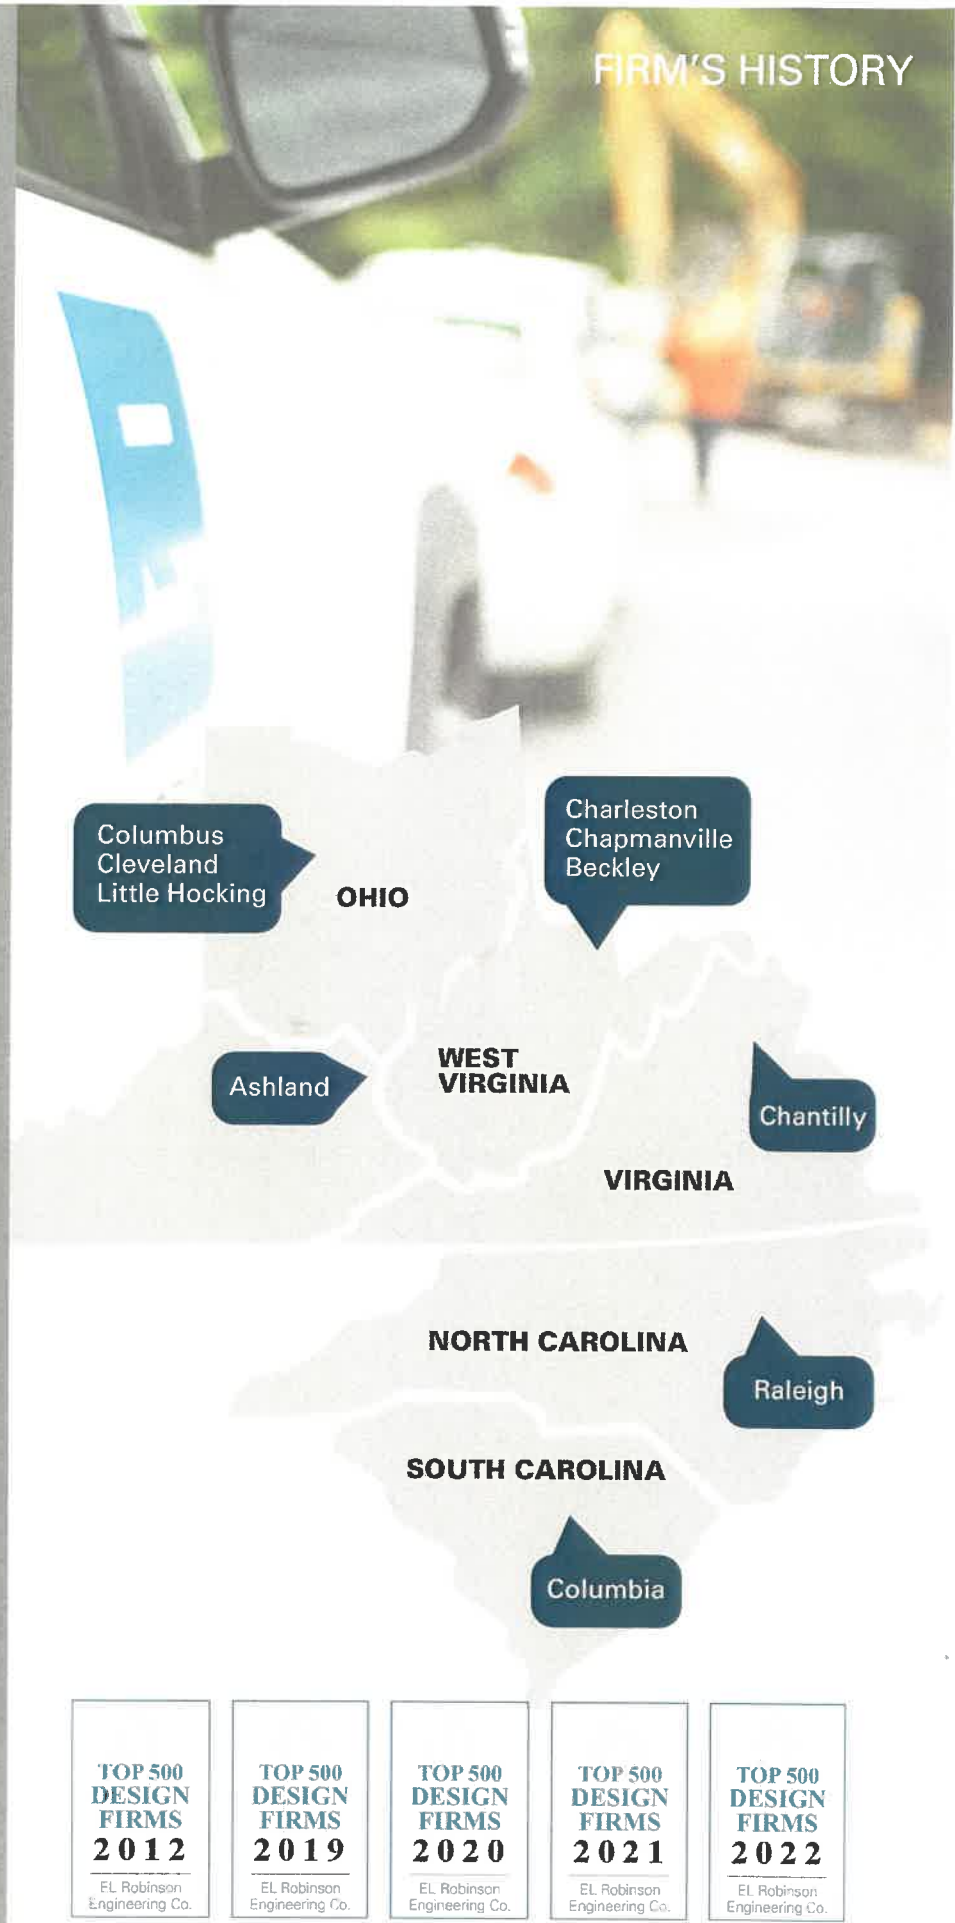 FIRM'S HISTORY
Columbus
Cleveland
Little Hocking
OHIO
Charleston
Chapmanville
Beckley
Ashland
WEST
VIRGINIA
Chantilly
VIRGINIA
NORTH CAROLINA
Raleigh
SOUTH CAROLINA
Columbia
TOP 500
DESIGN
FIRMS
2012
EL Robinson
Engineering Co.
TOP 500
DESIGN
FIRMS
2019
EL Robinson
Engineering Co.
TOP 500
DESIGN
FIRMS
2020
EL Robinson
Engineering Co.
TOP 500
DESIGN
FIRMS
2021
EL Robinson
Engineering Co.
TOP 500
DESIGN
FIRMS
2022
EL Robinson
Engineering Co.